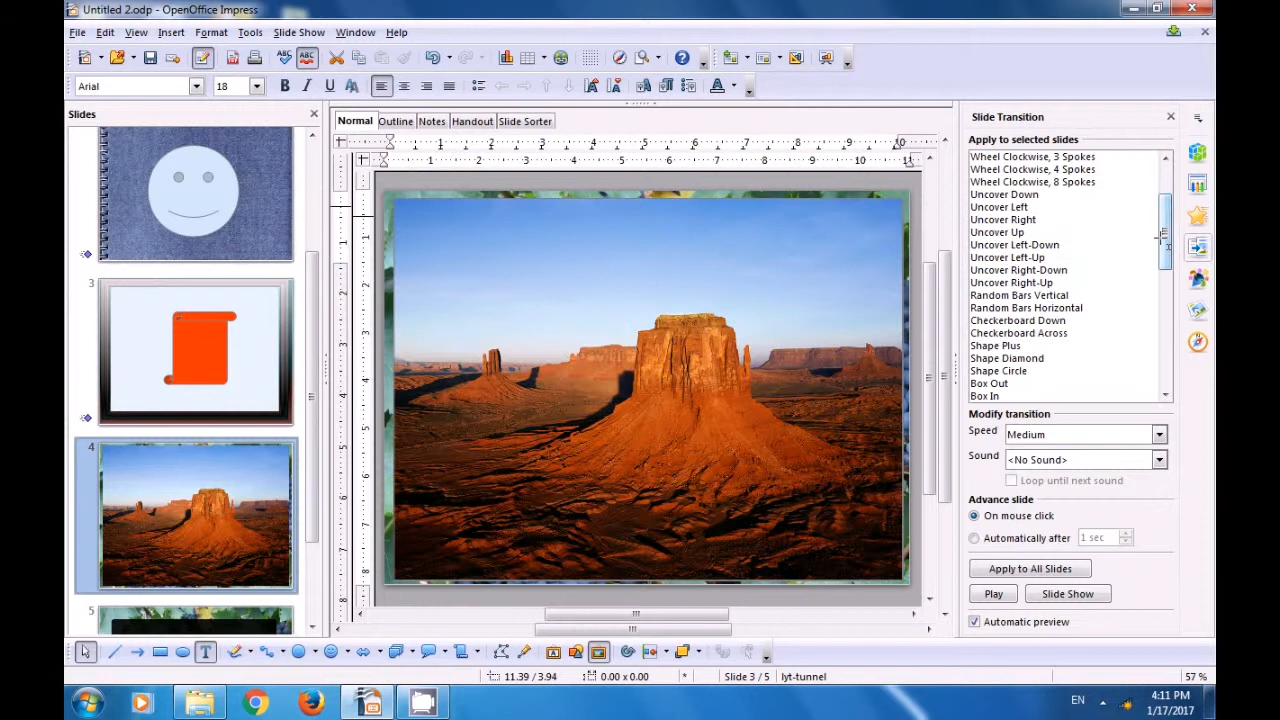 Untitled 2.odp - OpenOffice Impress
File Edit View Insert Format Tools Slide Show Window Help
Arial 18
Slides
Normal Outline Notes Handout Slide Sorter
3
4
5
Slide Transition
Apply to selected slides
Wheel Clockwise, 3 Spokes
Wheel Clockwise, 4 Spokes
Wheel Clockwise, 8 Spokes
Uncover Down
Uncover Left
Uncover Right
Uncover Up
Uncover Left-Down
Uncover Left-Up
Uncover Right-Down
Uncover Right-Up
Random Bars Vertical
Random Bars Horizontal
Checkerboard Down
Checkerboard Across
Shape Plus
Shape Diamond
Shape Circle
Box Out
Box In
Modify transition
Speed Medium
Sound <No Sound>
Loop until next sound
Advance slide
On mouse click
Automatically after 1 sec
Apply to All Slides
Play Slide Show
Automatic preview
11.39 / 3.94 0.00 x 0.00 * Slide 3 / 5 lyt-tunnel 57 %
EN 4:11 PM
1/17/2017